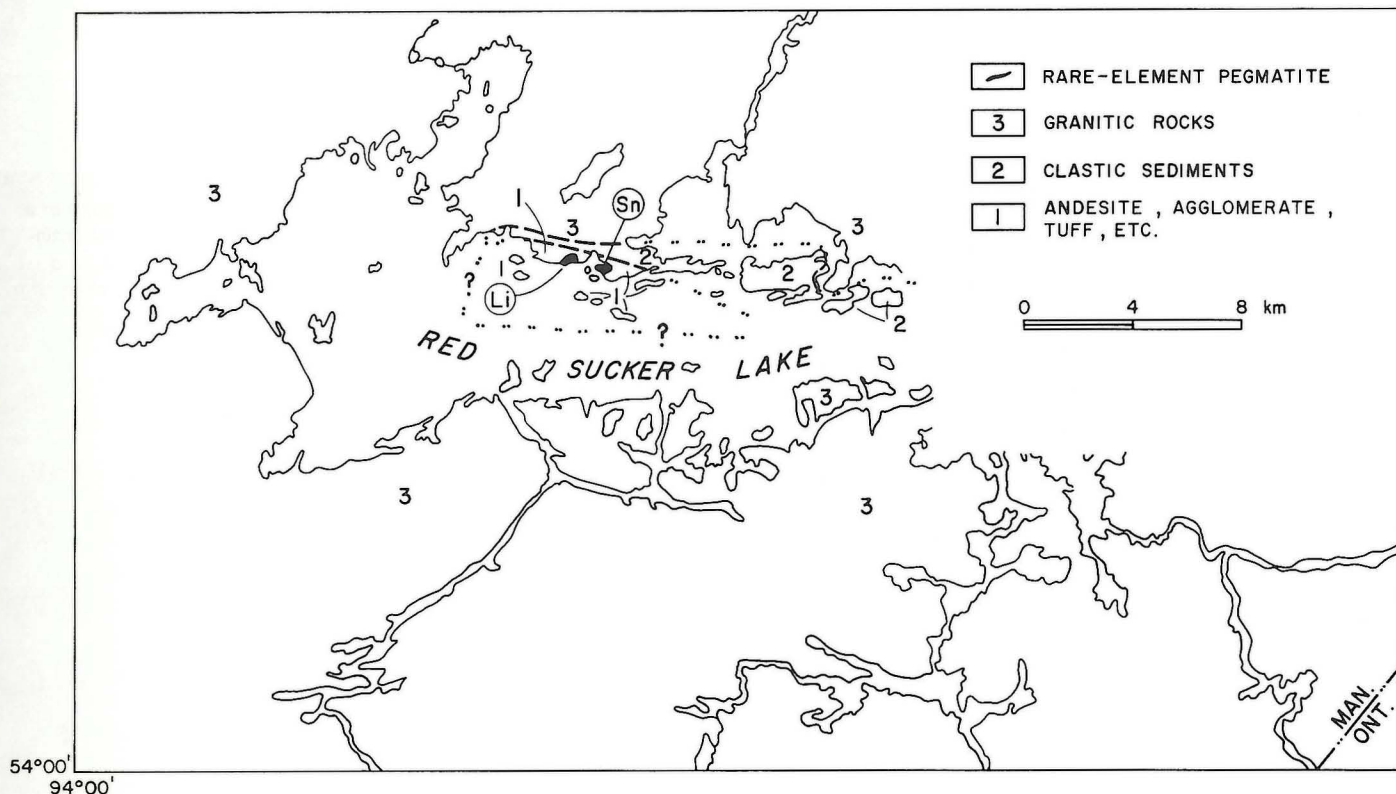 RARE-ELEMENT PEGMATITE
3 GRANITIC ROCKS
2 CLASTIC SEDIMENTS
1 ANDESITE, AGGLOMERATE,
TUFF, ETC.
0 4 8 km
3
3
3
1
Sn
2
2
1
?
Li
1
2
?
RED SUCKER LAKE
3
3
3
MAN.
ONT.
54°00'
94°00'